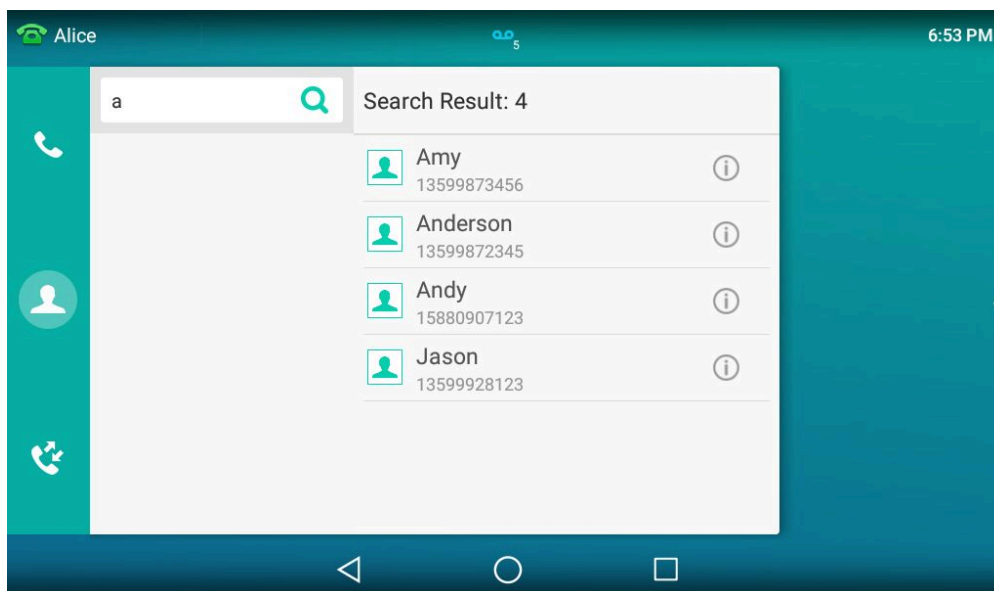 Alice
5
6:53 PM
a
Search Result: 4
Amy
13599873456
Anderson
13599872345
Andy
15880907123
Jason
13599928123